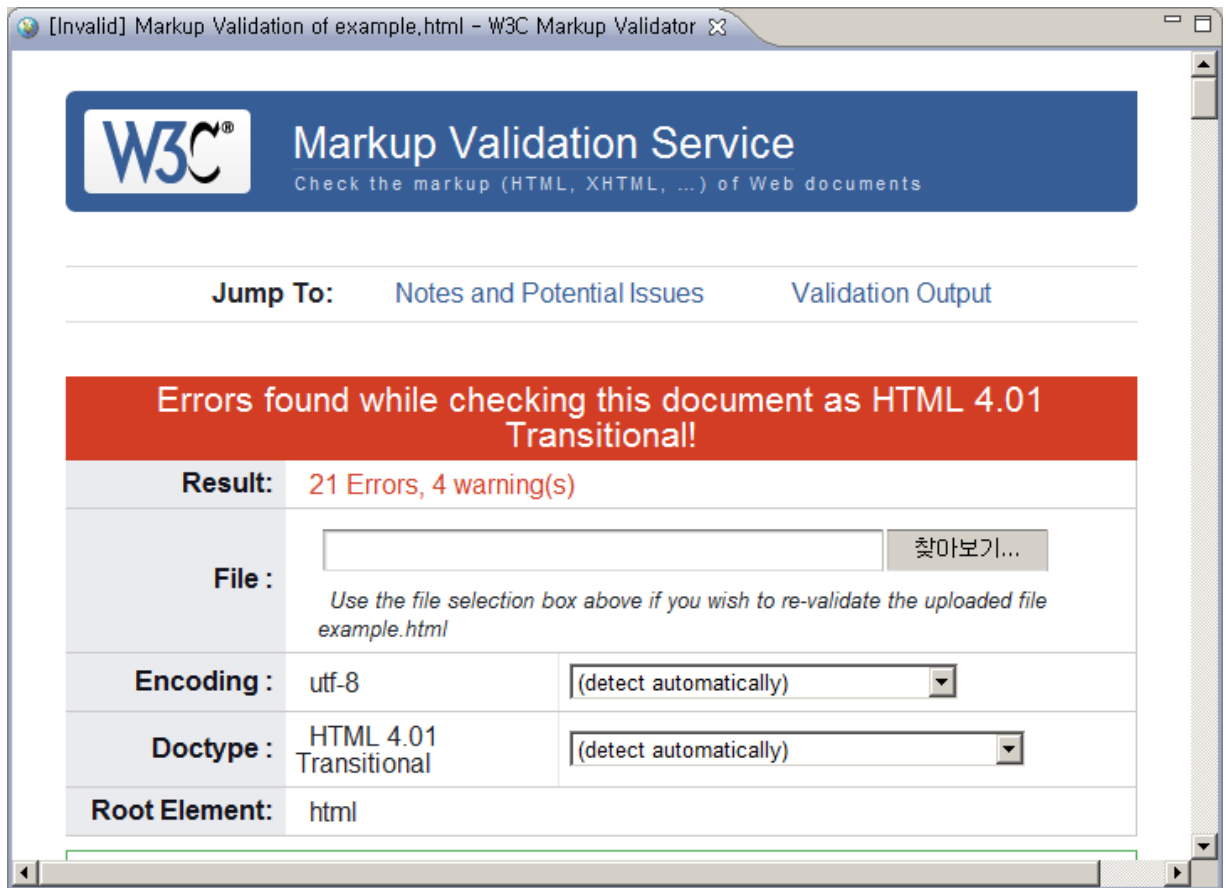 [Invalid] Markup Validation of example.html - W3C Markup Validator
W3C®
Markup Validation Service
Check the markup (HTML, XHTML, ...) of Web documents
Jump To: Notes and Potential Issues Validation Output
Errors found while checking this document as HTML 4.01
Transitional!
Result: 21 Errors, 4 warning(s)
File : 찾아보기...
Use the file selection box above if you wish to re-validate the uploaded file
example.html
Encoding : utf-8 (detect automatically)
Doctype : HTML 4.01
Transitional (detect automatically)
Root Element: html